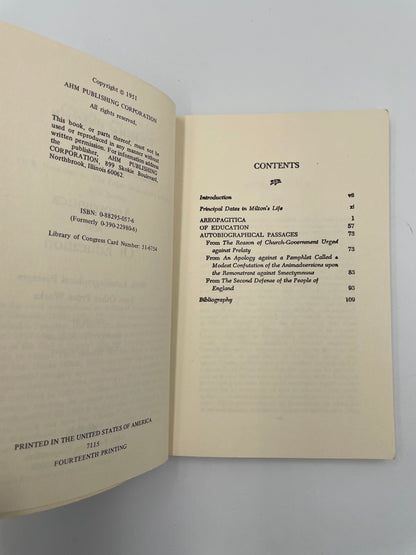 Copyright © 1951
AHM PUBLISHING CORPORATION
All rights reserved.
This book, or parts thereof, must not be
used or reproduced in any manner without
written permission. For information address
the publisher, AHM PUBLISHING
CORPORATION, 899 Skokie Boulevard,
Northbrook, Illinois 60062.
ISBN: 0-88295-057-6
(Formerly 0-390-22980-6)
Library of Congress Card Number: 51-6754
PRINTED IN THE UNITED STATES OF AMERICA
7115
FOURTEENTH PRINTING
CONTENTS
Introduction vii
Principal Dates in Milton's Life xi
AREOPAGITICA 1
OF EDUCATION 57
AUTOBIOGRAPHICAL PASSAGES 73
From The Reason of Church-Government Urged
against Prelaty 73
From An Apology against a Pamphlet Called a
Modest Confutation of the Animadversions upon
the Remonstrant against Smectymnuus 83
From The Second Defense of the People of
England 93
Bibliography 109